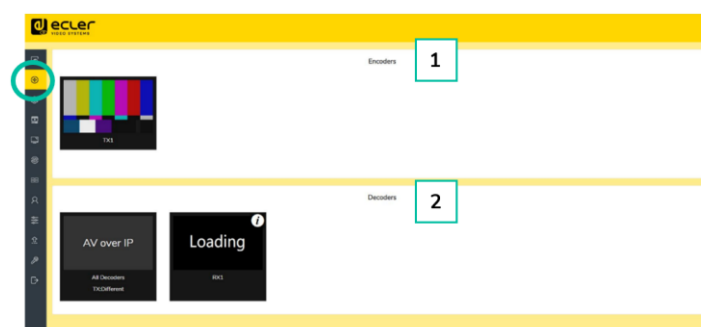 ecler
VIDEO SYSTEMS
Encoders
1
TX1
Decoders
2
AV over IP
All Decoders
TX:Different
i
Loading
RX1